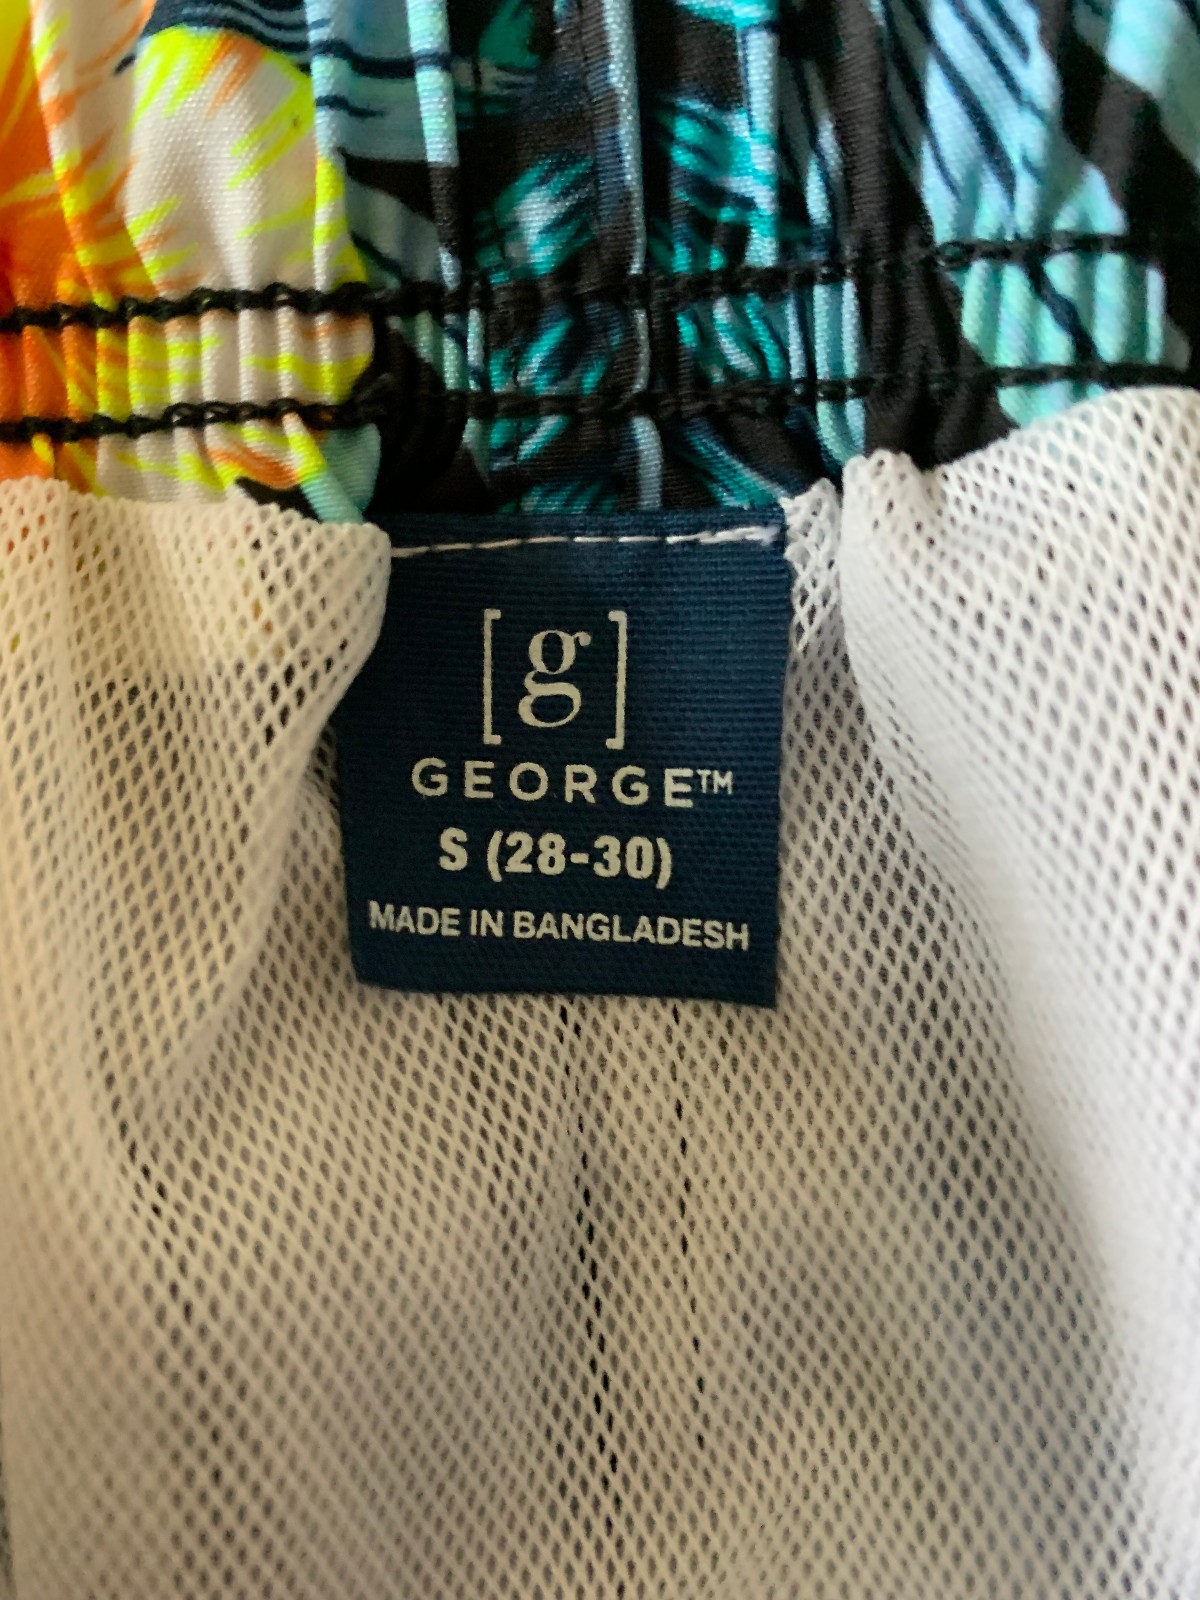 [g]
GEORGE™
S (28-30)
MADE IN BANGLADESH